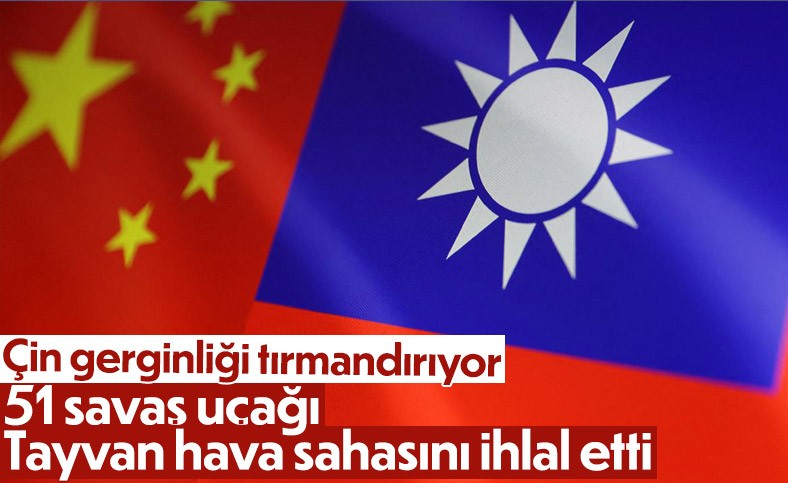 Çin gerginliği tırmandırıyor
51 savaş uçağı
Tayvan hava sahasını ihlal etti